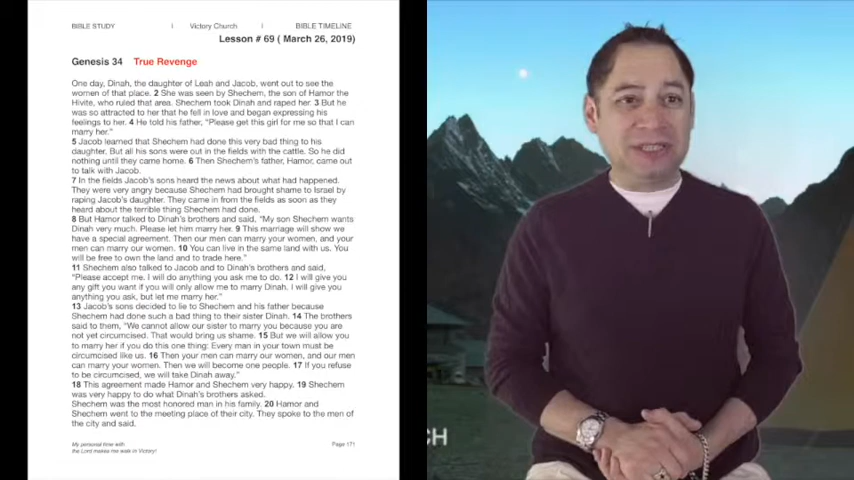 BIBLE STUDY | Victory Church | BIBLE TIMELINE
Lesson # 69 ( March 26, 2019)
Genesis 34 True Revenge
One day, Dinah, the daughter of Leah and Jacob, went out to see the
women of that place. 2 She was seen by Shechem, the son of Hamor the
Hivite, who ruled that area. Shechem took Dinah and raped her. 3 But he
was so attracted to her that he fell in love and began expressing his
feelings to her. 4 He told his father, "Please get this girl for me so that I can
marry her."
5 Jacob learned that Shechem had done this very bad thing to his
daughter. But all his sons were out in the fields with the cattle. So he did
nothing until they came home. 6 Then Shechem's father, Hamor, came out
to talk with Jacob.
7 In the fields Jacob's sons heard the news about what had happened.
They were very angry because Shechem had brought shame to Israel by
raping Jacob's daughter. They came in from the fields as soon as they
heard about the terrible thing Shechem had done.
8 But Hamor talked to Dinah's brothers and said, "My son Shechem wants
Dinah very much. Please let him marry her. 9 This marriage will show we
have a special agreement. Then our men can marry your women, and your
men can marry our women. 10 You can live in the same land with us. You
will be free to own the land and to trade here."
11 Shechem also talked to Jacob and to Dinah's brothers and said,
"Please accept me. I will do anything you ask me to do. 12 I will give you
any gift you want if you will only allow me to marry Dinah. I will give you
anything you ask, but let me marry her."
13 Jacob's sons decided to lie to Shechem and his father because
Shechem had done such a bad thing to their sister Dinah. 14 The brothers
said to them, "We cannot allow our sister to marry you because you are
not yet circumcised. That would bring us shame. 15 But we will allow you
to marry her if you do this one thing: Every man in your town must be
circumcised like us. 16 Then your men can marry our women, and our men
can marry your women. Then we will become one people. 17 If you refuse
to be circumcised, we will take Dinah away."
18 This agreement made Hamor and Shechem very happy. 19 Shechem
was very happy to do what Dinah's brothers asked.
Shechem was the most honored man in his family. 20 Hamor and
Shechem went to the meeting place of their city. They spoke to the men of
the city and said,
My personal time with
the Lord makes me walk in Victory!
Page 171
CH